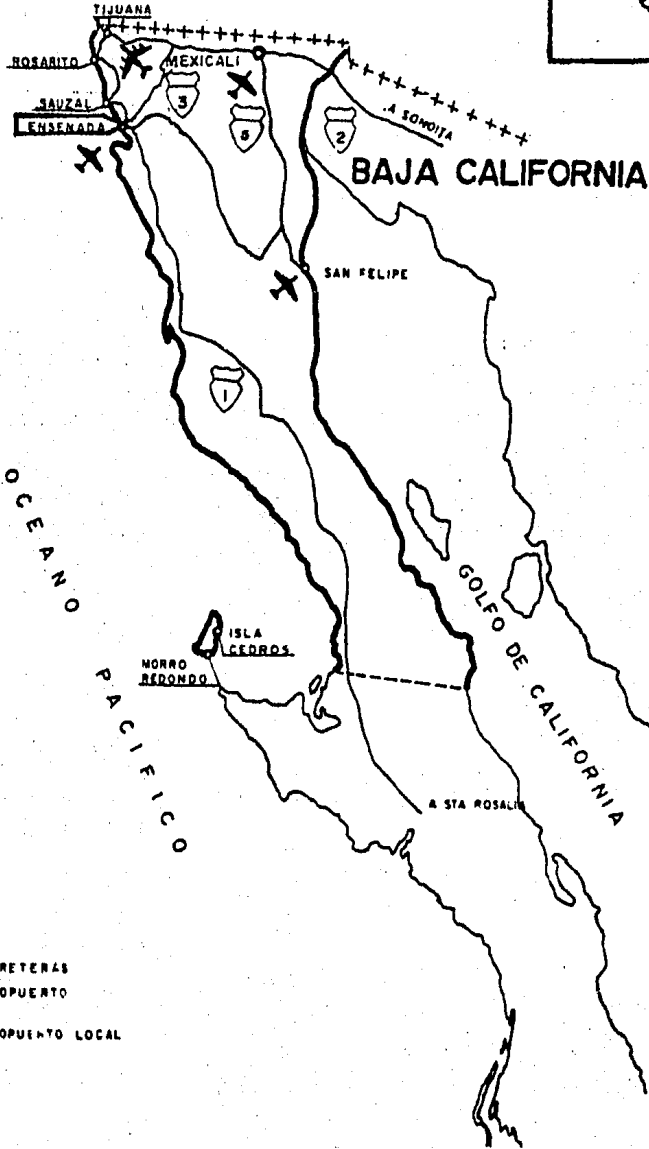 TIJUANA
ROSARITO
MEXICALI
3
SAUZAL
5
2
A SONOITA
ENSENADA
BAJA CALIFORNIA
SAN FELIPE
1
OCEANO PACIFICO
GOLFO DE CALIFORNIA
ISLA
CEDROS
MORRO
REDONDO
A STA ROSALIA
RETERAS
OPUERTO
OPUERTO LOCAL